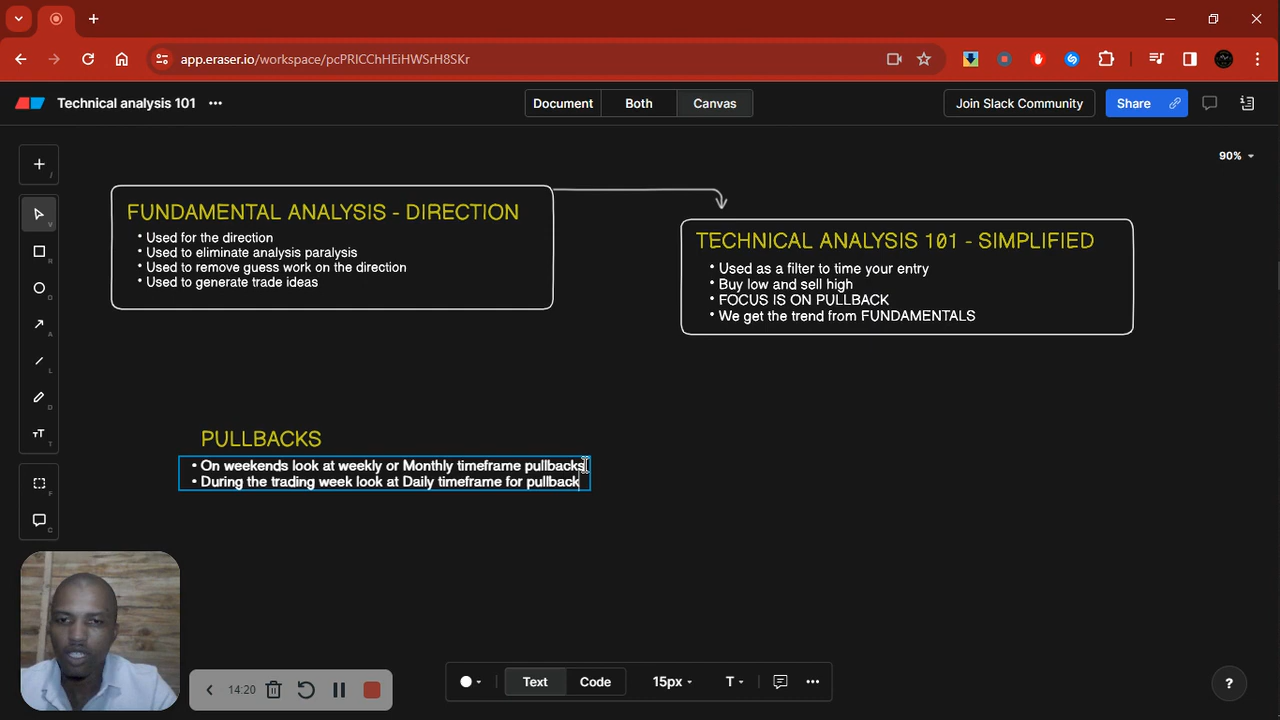 app.eraser.io/workspace/pcPRICChHEiHWSrH8SKr
Technical analysis 101
Document
Both
Canvas
Join Slack Community
Share
90%
FUNDAMENTAL ANALYSIS - DIRECTION
• Used for the direction
• Used to eliminate analysis paralysis
• Used to remove guess work on the direction
• Used to generate trade ideas
TECHNICAL ANALYSIS 101 - SIMPLIFIED
• Used as a filter to time your entry
• Buy low and sell high
• FOCUS IS ON PULLBACK
• We get the trend from FUNDAMENTALS
PULLBACKS
• On weekends look at weekly or Monthly timeframe pullbacks
• During the trading week look at Daily timeframe for pullback
14:20
Text
Code
15px
T
?